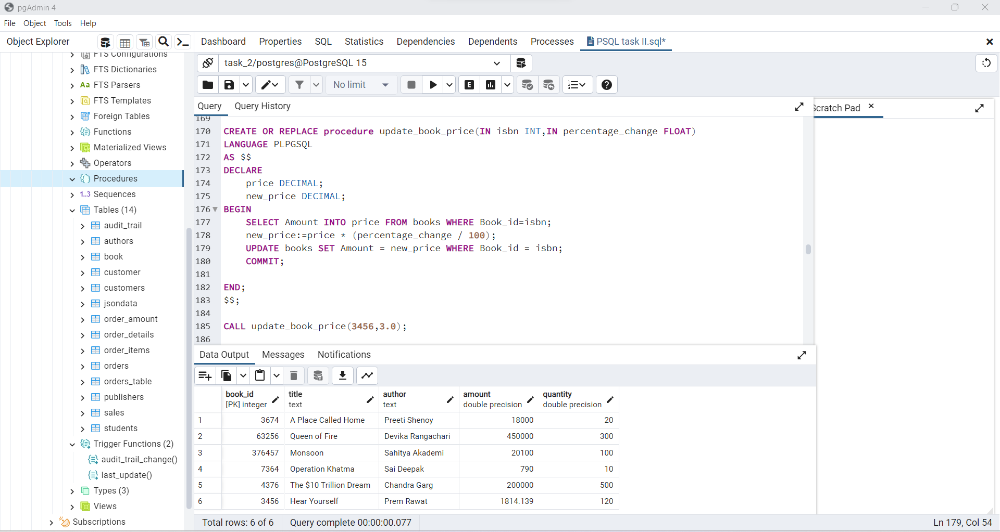 pgAdmin 4
File Object Tools Help
Object Explorer
Dashboard Properties SQL Statistics Dependencies Dependents Processes PSQL task II.sql*
FTS Configurations
FTS Dictionaries
Aa FTS Parsers
FTS Templates
Foreign Tables
Functions
Materialized Views
Operators
Procedures
1..3 Sequences
Tables (14)
audit_trail
authors
book
customer
customers
jsondata
order_amount
order_details
order_items
orders
orders_table
publishers
sales
students
Trigger Functions (2)
audit_trail_change()
last_update()
Types (3)
Views
Subscriptions
task_2/postgres@PostgreSQL 15
No limit
E
Query Query History
Scratch Pad
169
170 CREATE OR REPLACE procedure update_book_price(IN isbn INT,IN percentage_change FLOAT)
171 LANGUAGE PLPGSQL
172 AS $$
173 DECLARE
174 price DECIMAL;
175 new_price DECIMAL;
176 BEGIN
177 SELECT Amount INTO price FROM books WHERE Book_id=isbn;
178 new_price:=price * (percentage_change / 100);
179 UPDATE books SET Amount = new_price WHERE Book_id = isbn;
180 COMMIT;
181
182 END;
183 $$;
184
185 CALL update_book_price(3456,3.0);
186
Data Output Messages Notifications
book_id title author amount quantity
[PK] integer text text double precision double precision
1 3674 A Place Called Home Preeti Shenoy 18000 20
2 63256 Queen of Fire Devika Rangachari 450000 300
3 376457 Monsoon Sahitya Akademi 20100 100
4 7364 Operation Khatma Sai Deepak 790 10
5 4376 The $10 Trillion Dream Chandra Garg 200000 500
6 3456 Hear Yourself Prem Rawat 1814.139 120
Total rows: 6 of 6 Query complete 00:00:00.077 Ln 179, Col 54